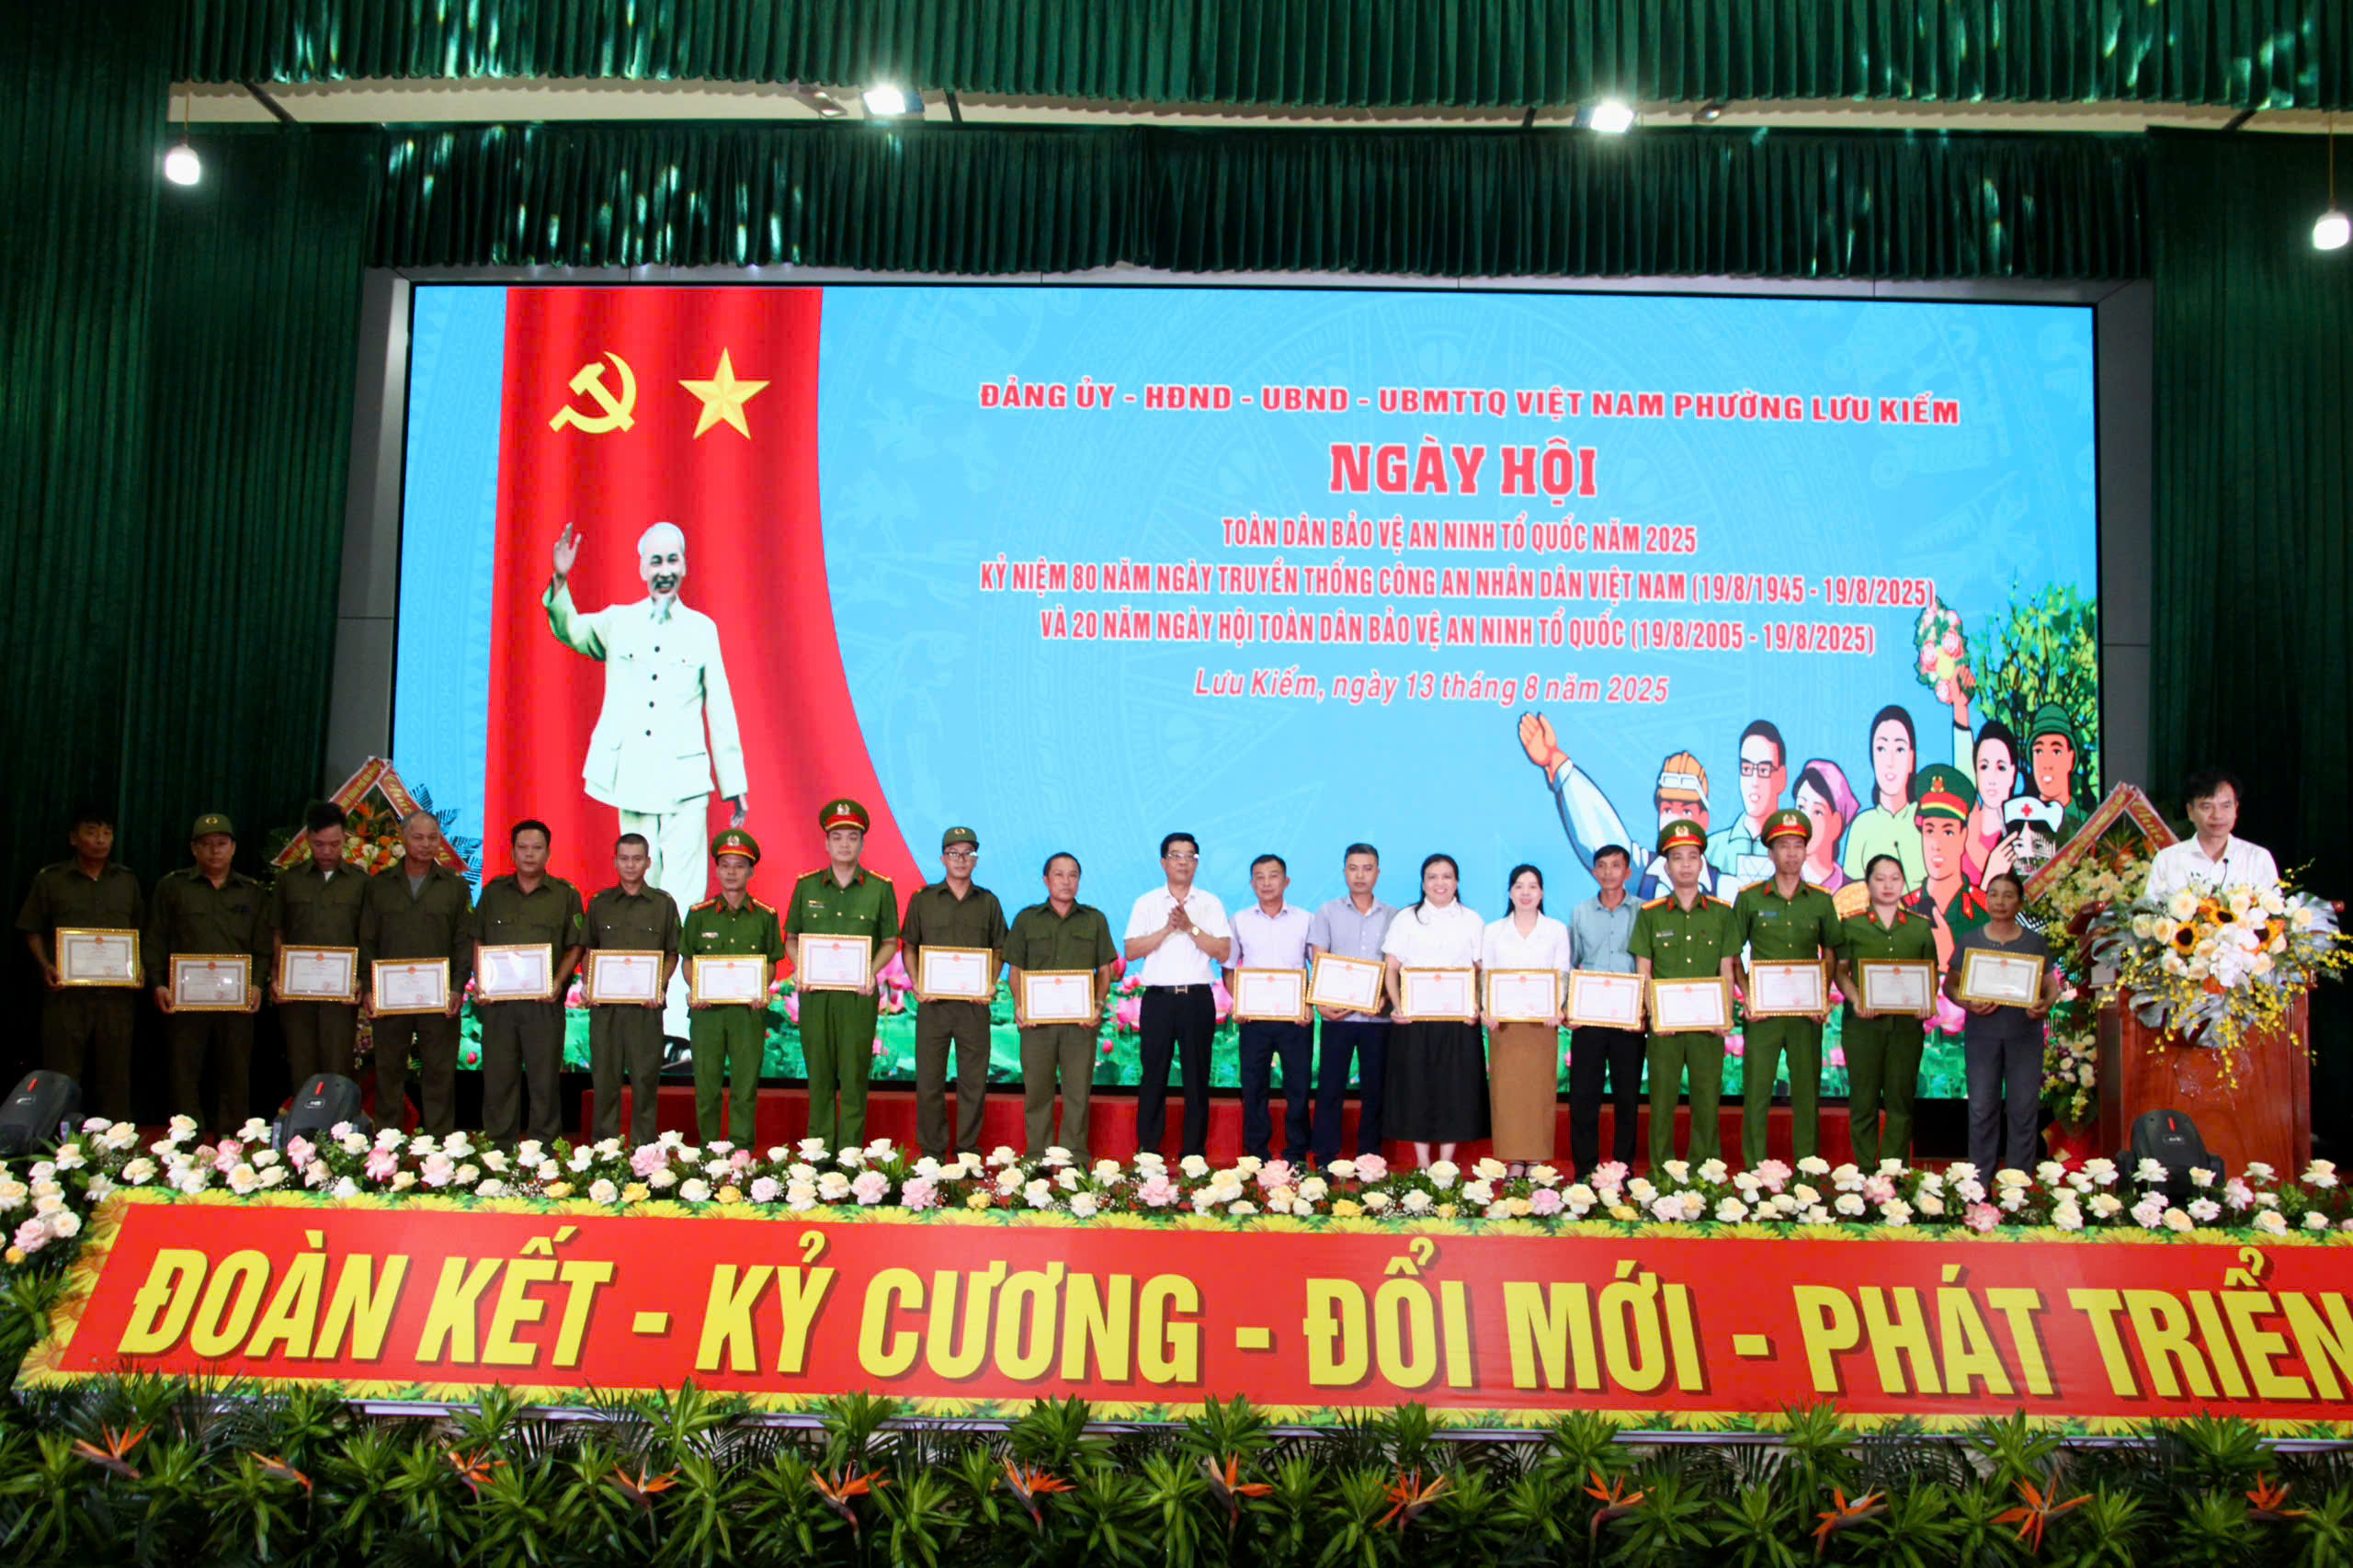 ĐẢNG ỦY - HĐND - UBND - UBMTTQ VIỆT NAM PHƯỜNG LƯU KIẾM
NGÀY HỘI
TOÀN DÂN BẢO VỆ AN NINH TỔ QUỐC NĂM 2025
KỶ NIỆM 80 NĂM NGÀY TRUYỀN THỐNG CÔNG AN NHÂN DÂN VIỆT NAM (19/8/1945 - 19/8/2025)
VÀ 20 NĂM NGÀY HỘI TOÀN DÂN BẢO VỆ AN NINH TỔ QUỐC (19/8/2005 - 19/8/2025)
Lưu Kiếm, ngày 13 tháng 8 năm 2025
ĐOÀN KẾT - KỶ CƯƠNG - ĐỔI MỚI - PHÁT TRIỂN